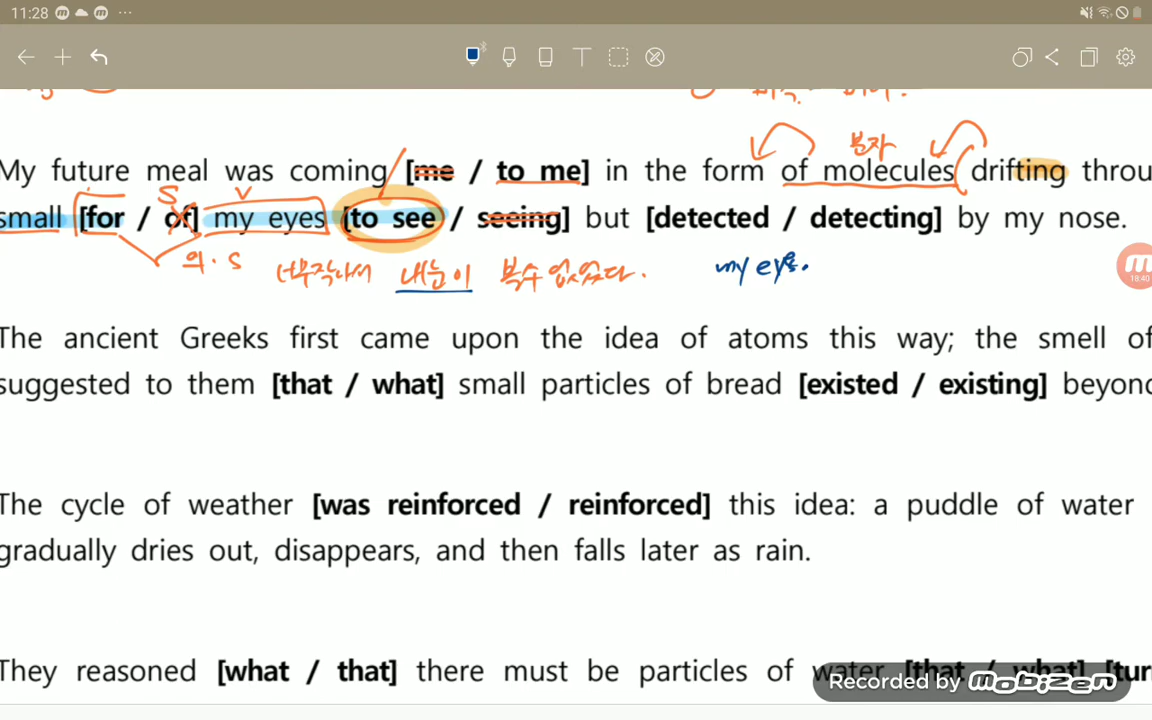 11:28
My future meal was coming [me / to me] in the form of molecules drifting throu
분자
S V
small [for / of] my eyes [to see / seeing] but [detected / detecting] by my nose.
의.S 너무작아서 내눈이 볼수없었다. my eyes.
18:40
The ancient Greeks first came upon the idea of atoms this way; the smell of
suggested to them [that / what] small particles of bread [existed / existing] beyond
The cycle of weather [was reinforced / reinforced] this idea: a puddle of water
gradually dries out, disappears, and then falls later as rain.
They reasoned [what / that] there must be particles of water [that / what] [tur
Recorded by mobizen